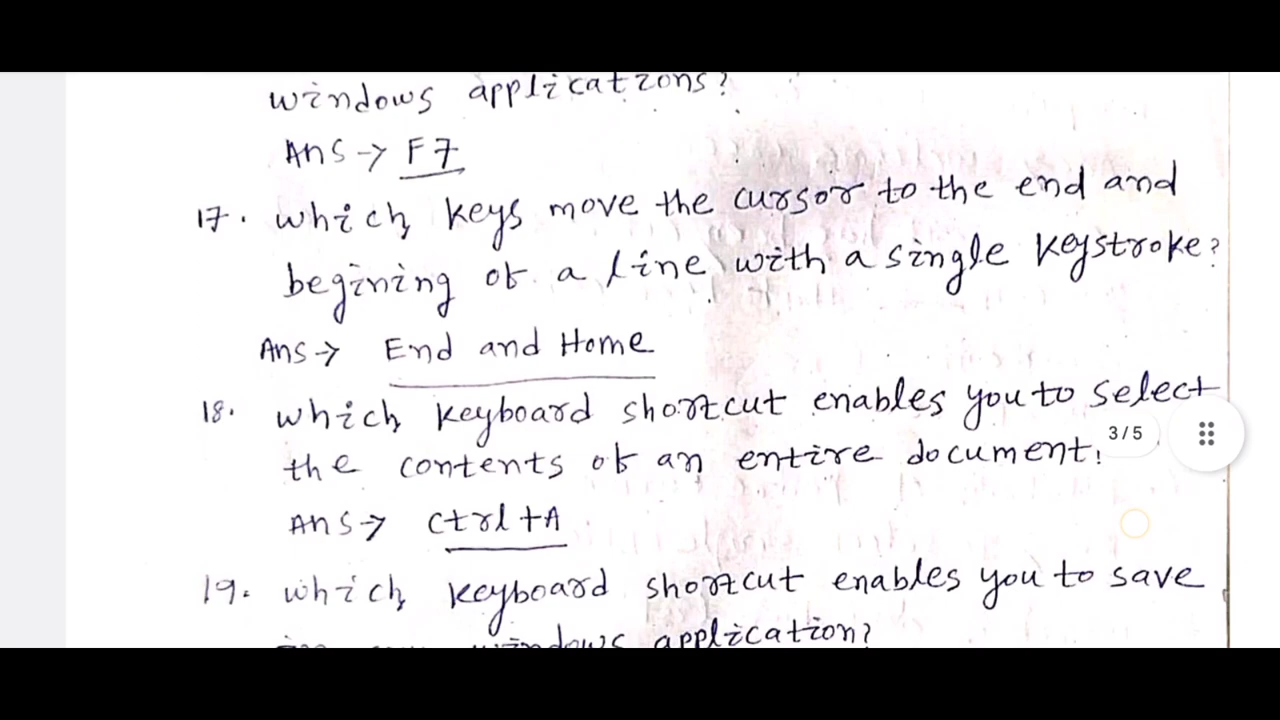 windows applications?
Ans → F7
17. which keys move the cursor to the end and
begining of a line with a single keystroke?
Ans → End and Home
18. which keyboard shortcut enables you to select
the contents of an entire document!
3/5
Ans → Ctrl+A
19. which keyboard shortcut enables you to save
windows application?